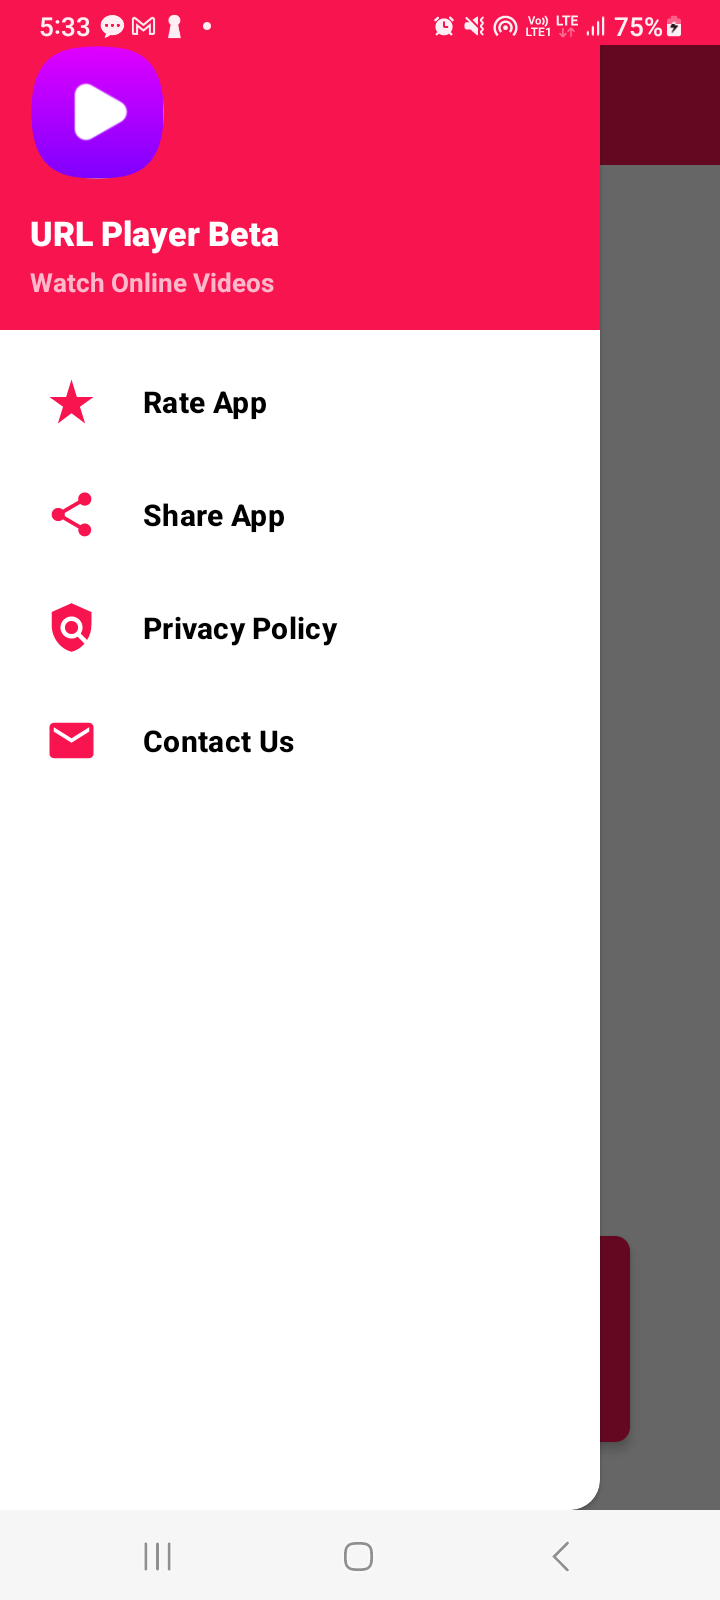 5:33 75%
VoI) LTE
LTE1
URL Player Beta
Watch Online Videos
Rate App
Share App
Privacy Policy
Contact Us